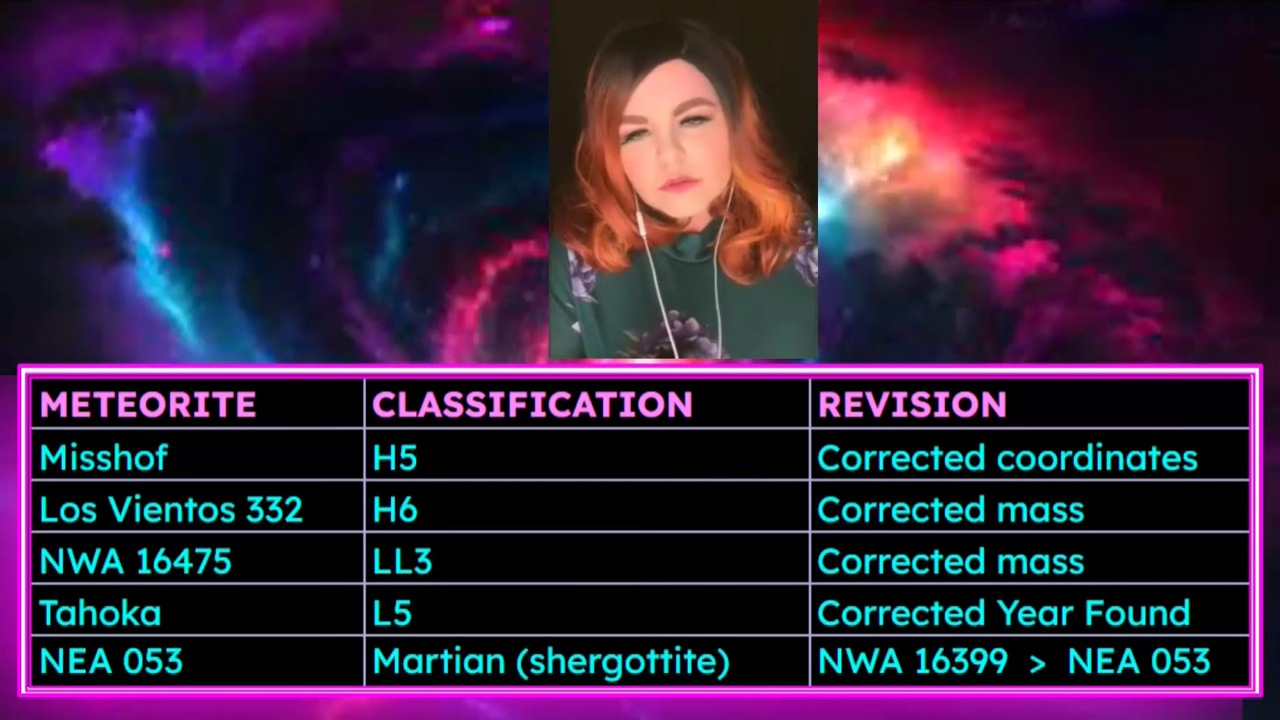 METEORITE CLASSIFICATION REVISION
Misshof H5 Corrected coordinates
Los Vientos 332 H6 Corrected mass
NWA 16475 LL3 Corrected mass
Tahoka L5 Corrected Year Found
NEA 053 Martian (shergottite) NWA 16399 > NEA 053